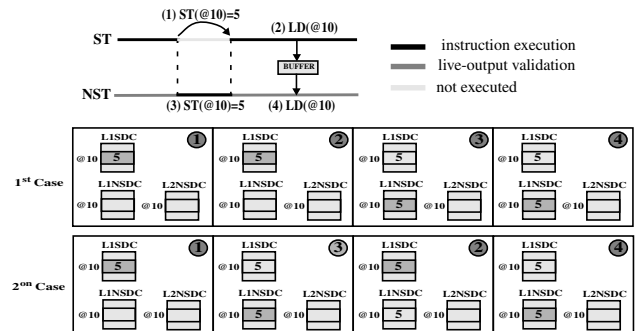 (1) ST(@10)=5
(2) LD(@10)
ST
BUFFER
NST
(3) ST(@10)=5
(4) LD(@10)
instruction execution
live-output validation
not executed
1st Case
L1SDC 1 L1SDC 2 L1SDC 3 L1SDC 4
@10 5 @10 5 @10 5 @10 5
L1NSDC L2NSDC L1NSDC L2NSDC L1NSDC L2NSDC L1NSDC L2NSDC
@10 @10 @10 @10 @10 5 @10 @10 5 @10
2on Case
L1SDC 1 L1SDC 3 L1SDC 2 L1SDC 4
@10 5 @10 5 @10 5 @10 5
L1NSDC L2NSDC L1NSDC L2NSDC L1NSDC L2NSDC L1NSDC L2NSDC
@10 @10 @10 5 @10 @10 5 @10 @10 5 @10